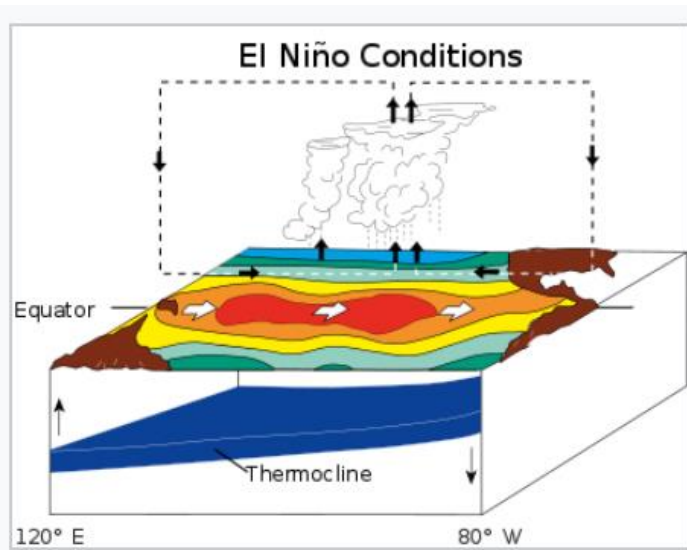 El Niño Conditions
Equator
Thermocline
120° E
80° W